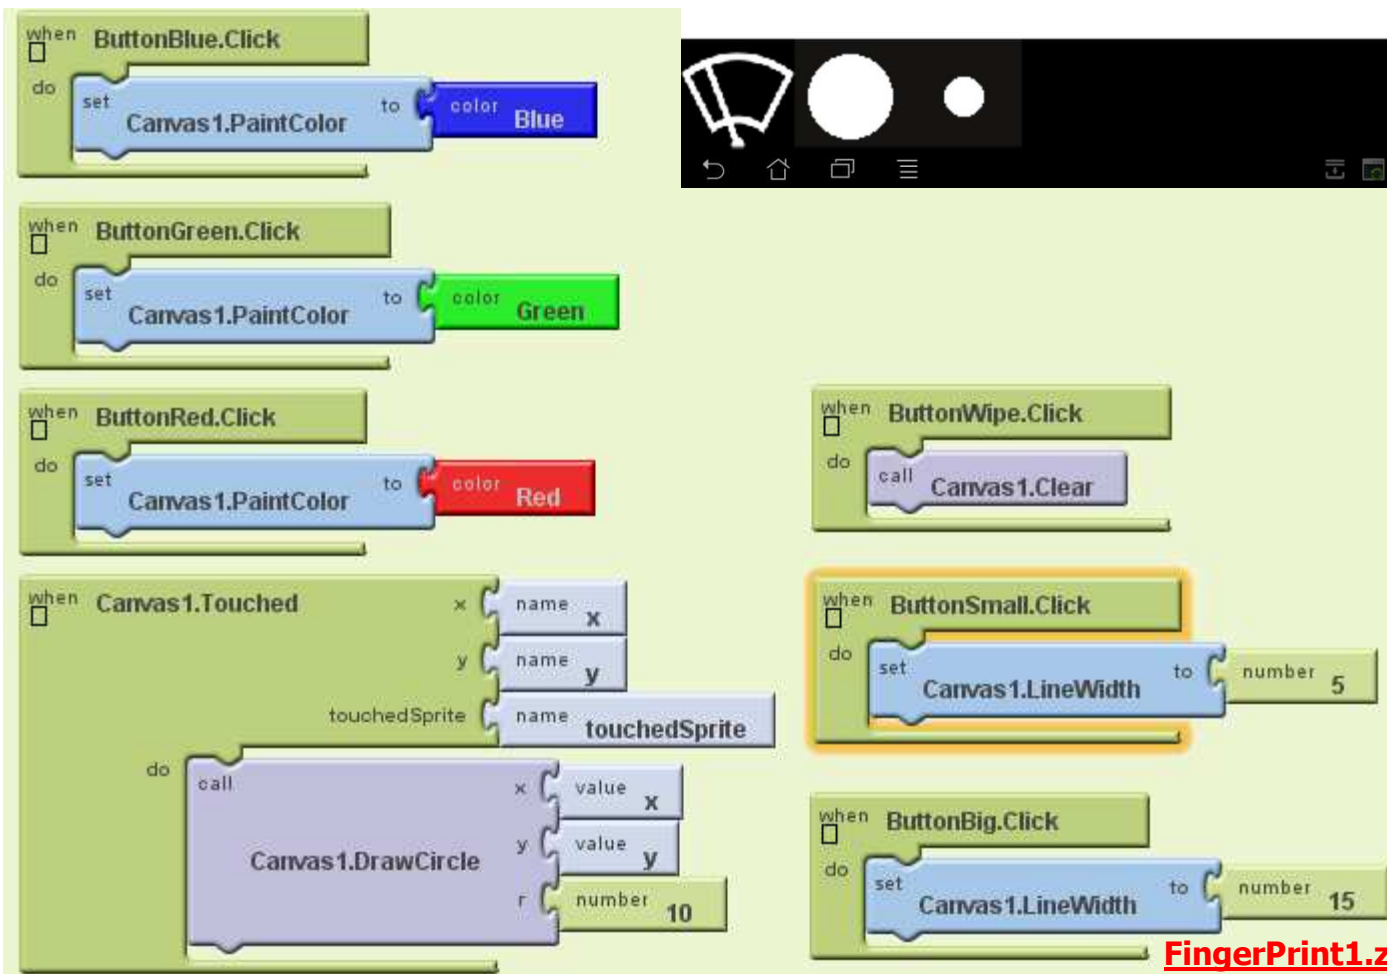 when ButtonBlue.Click
do set Canvas1.PaintColor to color Blue
when ButtonGreen.Click
do set Canvas1.PaintColor to color Green
when ButtonRed.Click
do set Canvas1.PaintColor to color Red
when Canvas1.Touched x name x
y name y
touchedSprite name touchedSprite
do call Canvas1.DrawCircle x value x
y value y
r number 10
when ButtonWipe.Click
do call Canvas1.Clear
when ButtonSmall.Click
do set Canvas1.LineWidth to number 5
when ButtonBig.Click
do set Canvas1.LineWidth to number 15
FingerPrint1.z